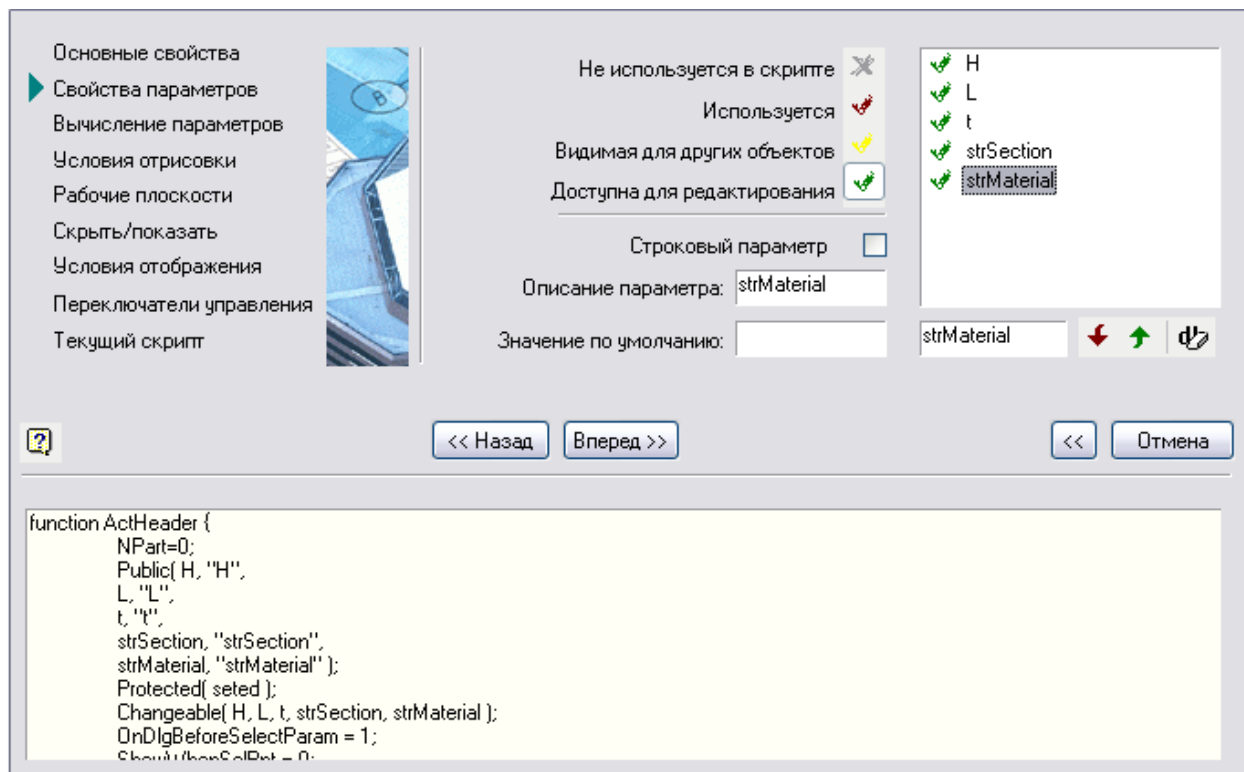 Основные свойства
Свойства параметров
Вычисление параметров
Условия отрисовки
Рабочие плоскости
Скрыть/показать
Условия отображения
Переключатели управления
Текущий скрипт
B
Не используется в скрипте
Используется
Видимая для других объектов
Доступна для редактирования
Строковый параметр
Описание параметра: strMaterial
Значение по умолчанию:
H
L
t
strSection
strMaterial
strMaterial
?
<< Назад
Вперед >>
<<
Отмена
function ActHeader {
NPart=0;
Public( H, "H",
L, "L",
t, "t",
strSection, "strSection",
strMaterial, "strMaterial" );
Protected( seted );
Changeable( H, L, t, strSection, strMaterial );
OnDlgBeforeSelectParam = 1;